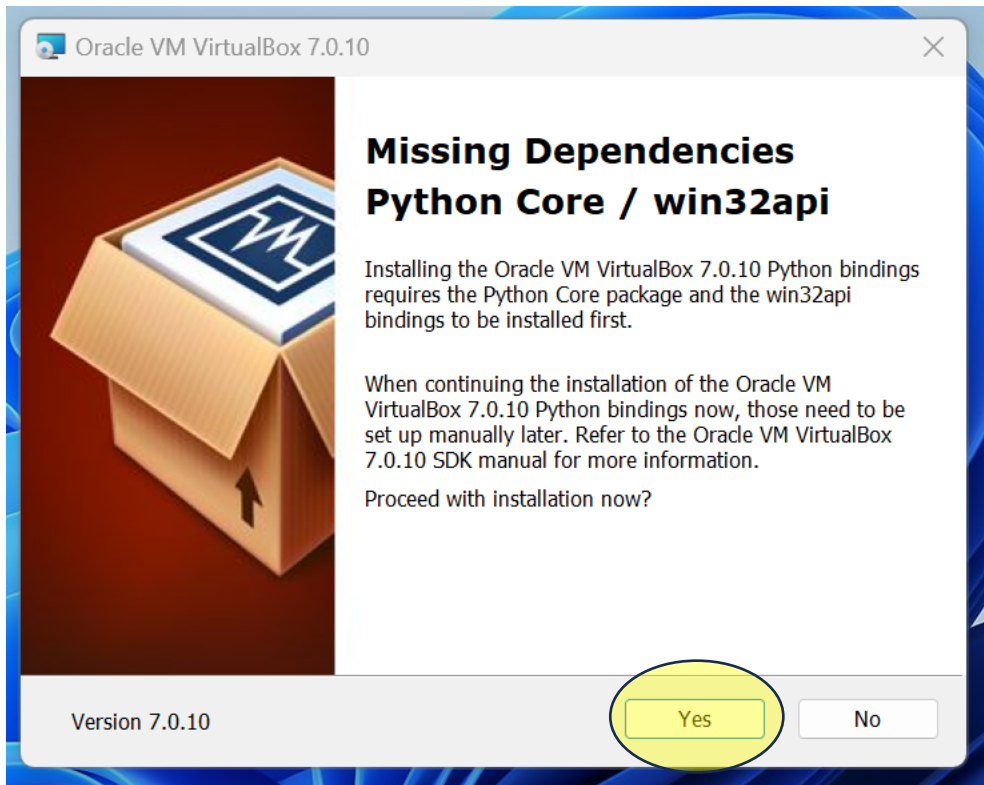 Oracle VM VirtualBox 7.0.10
Missing Dependencies
Python Core / win32api
Installing the Oracle VM VirtualBox 7.0.10 Python bindings
requires the Python Core package and the win32api
bindings to be installed first.
When continuing the installation of the Oracle VM
VirtualBox 7.0.10 Python bindings now, those need to be
set up manually later. Refer to the Oracle VM VirtualBox
7.0.10 SDK manual for more information.
Proceed with installation now?
Version 7.0.10
Yes
No